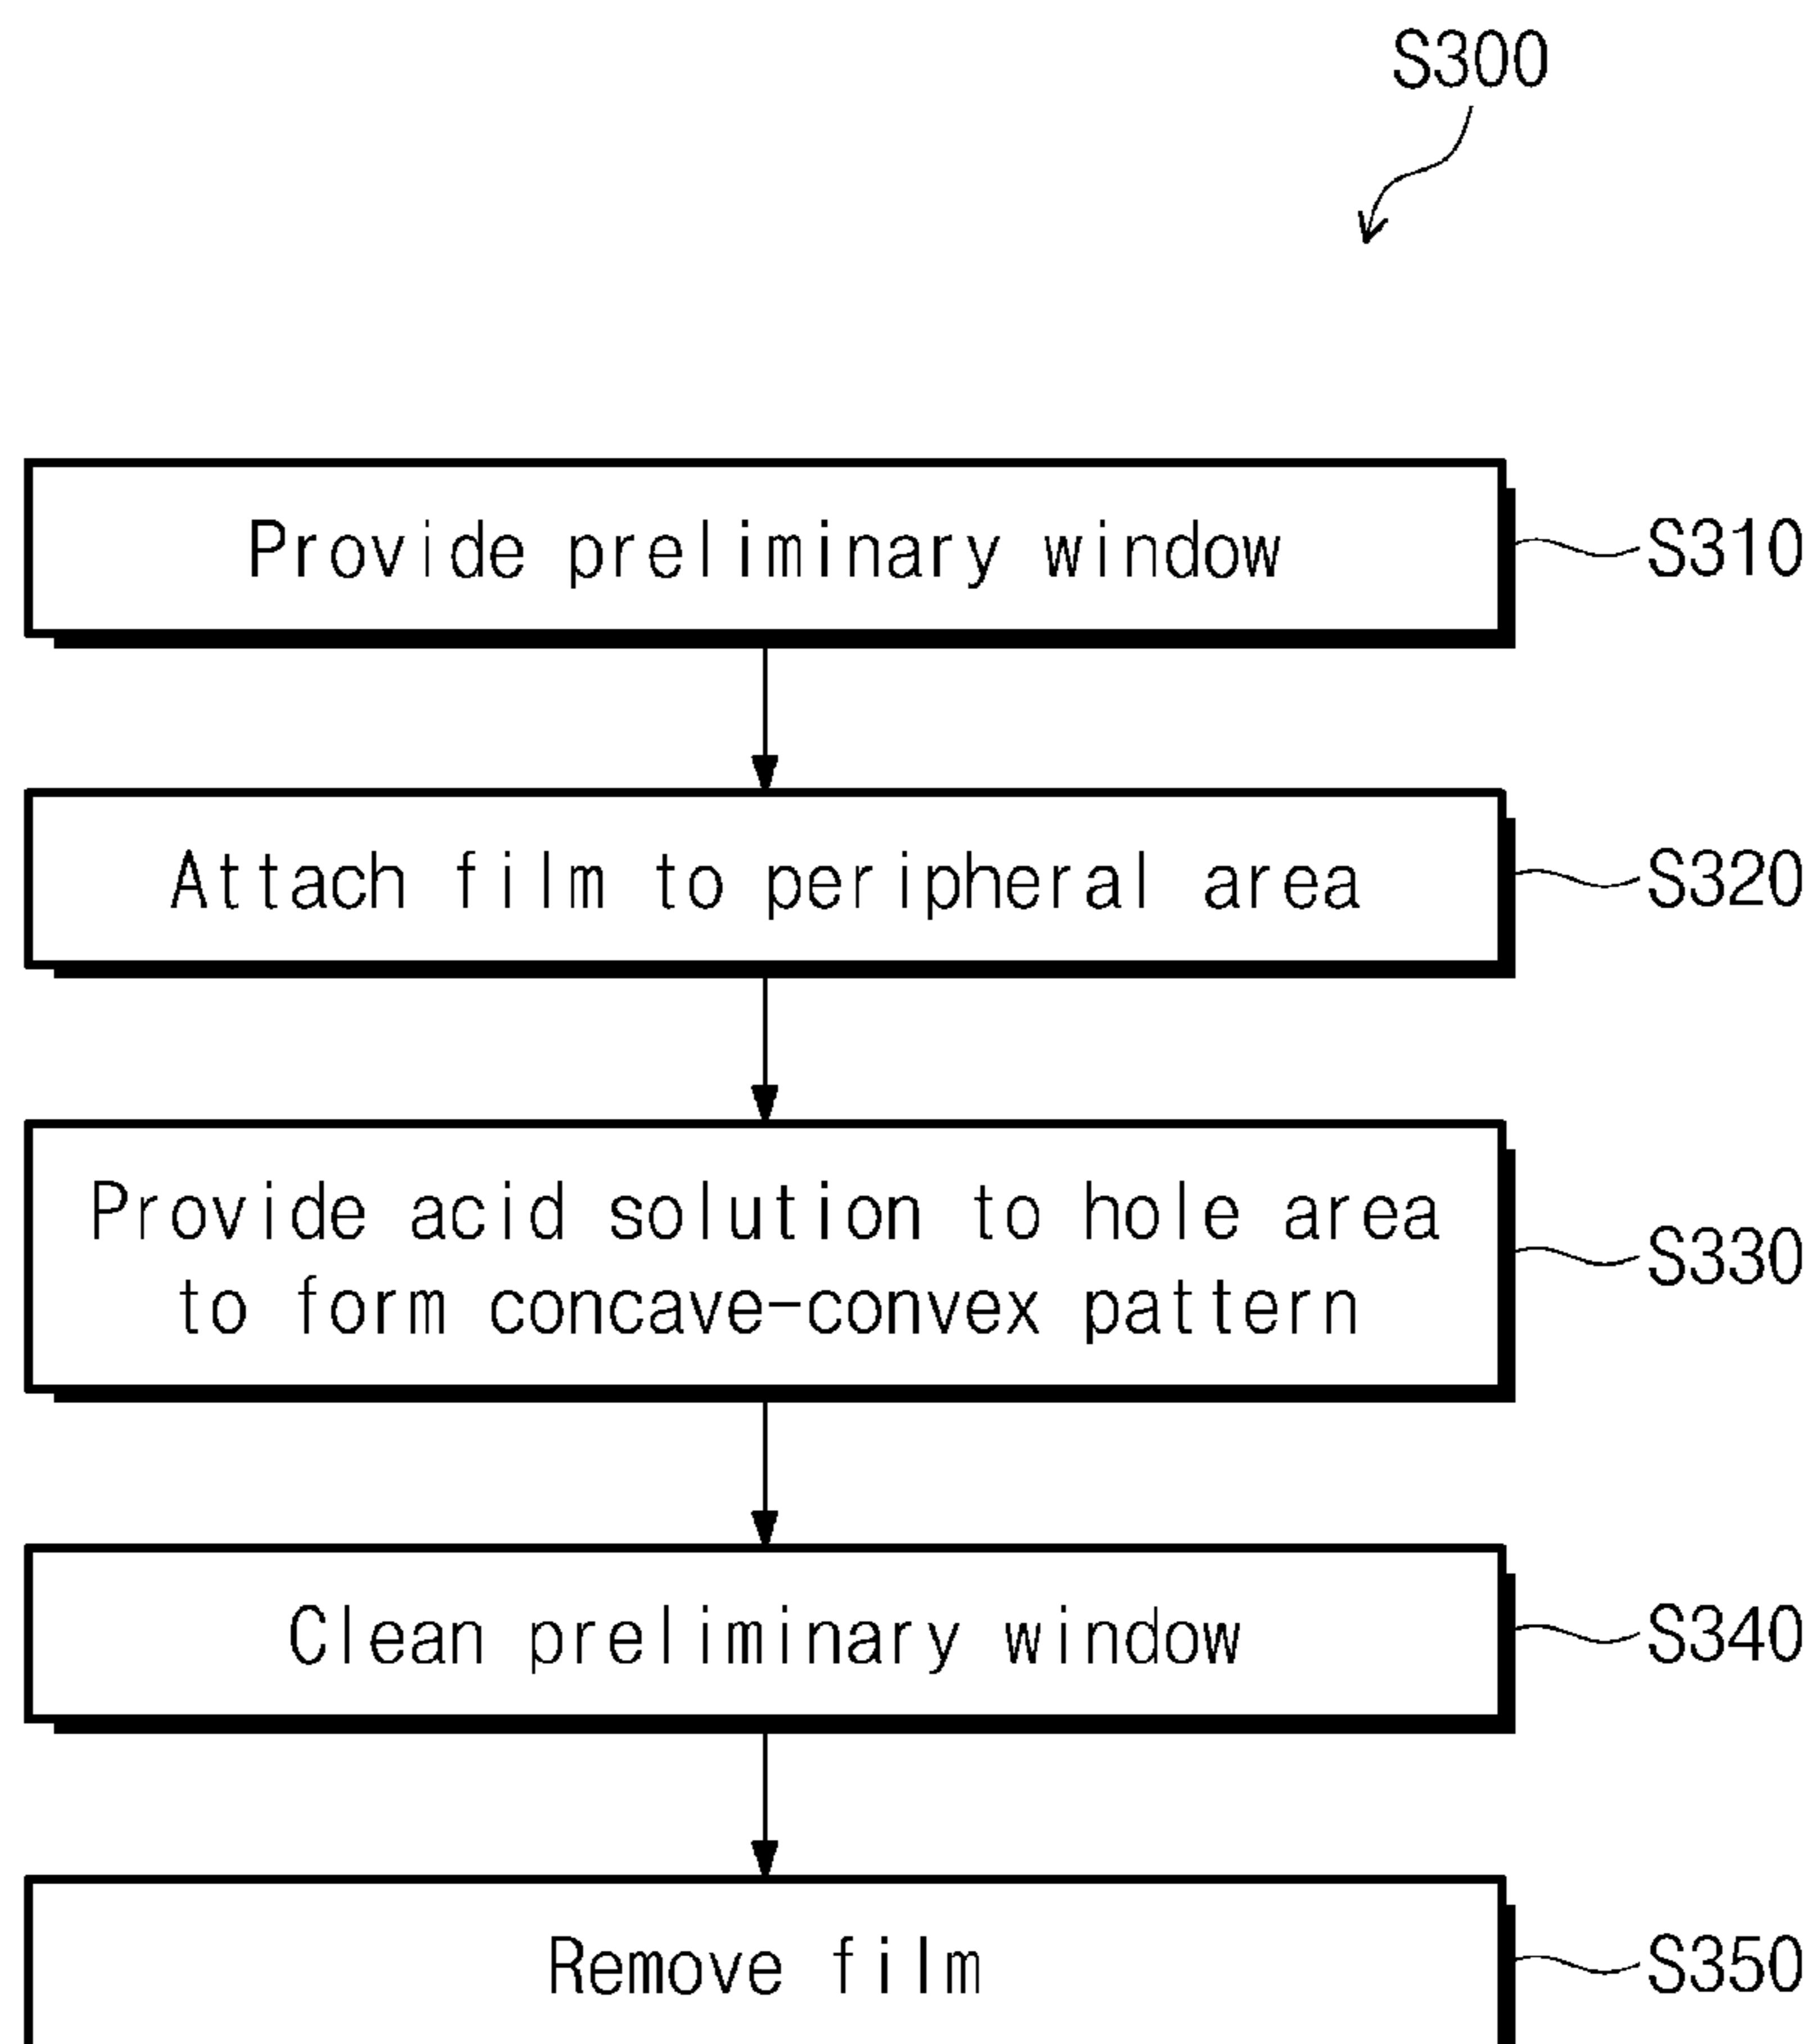 S300
Provide preliminary window
S310
Attach film to peripheral area
S320
Provide acid solution to hole area
to form concave-convex pattern
S330
Clean preliminary window
S340
Remove film
S350